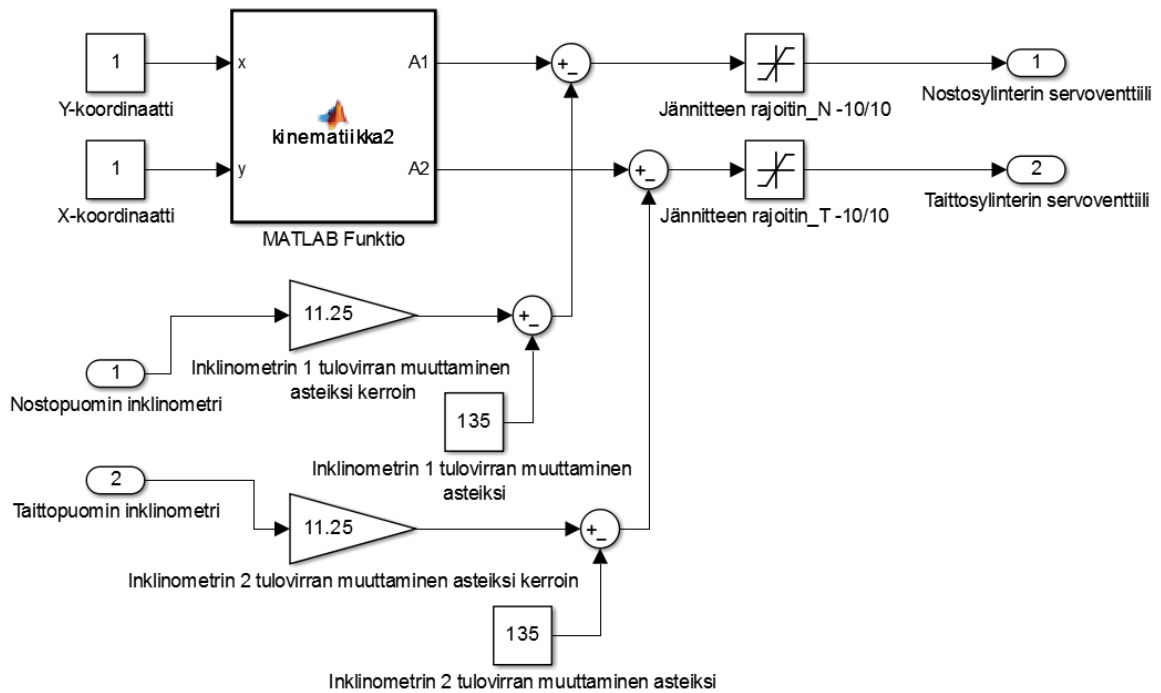 1
Y-koordinaatti
1
X-koordinaatti
x
y
kinematiikka2
A1
A2
MATLAB Funktio
+
−
+
−
Jännitteen rajoitin_N -10/10
Jännitteen rajoitin_T -10/10
1
Nostosylinterin servoventtiili
2
Taittosylinterin servoventtiili
11.25
Inklinometrin 1 tulovirran muuttaminen
asteiksi kerroin
+
−
1
Nostopuomin inklinometri
135
Inklinometrin 1 tulovirran muuttaminen
asteiksi
2
Taittopuomin inklinometri
11.25
Inklinometrin 2 tulovirran muuttaminen asteiksi kerroin
+
−
135
Inklinometrin 2 tulovirran muuttaminen asteiksi